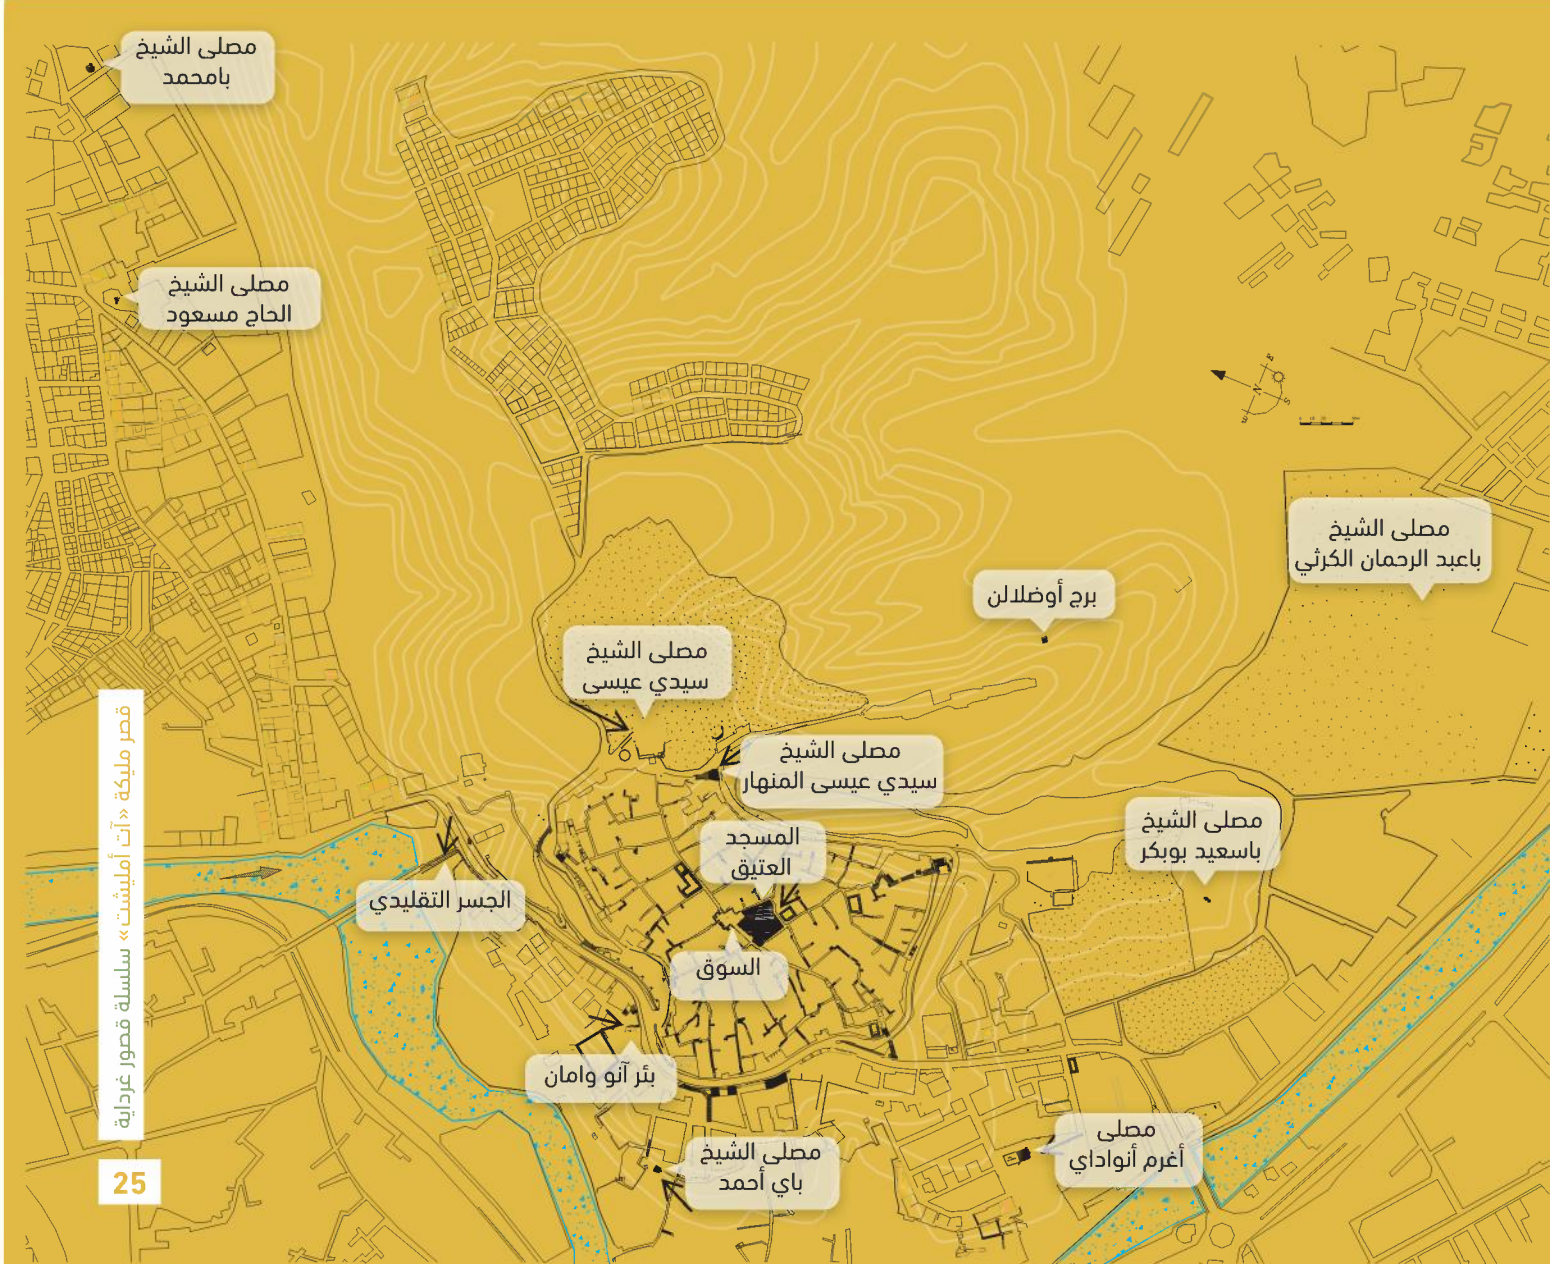 مصلى الشيخ
بامحمد
مصلى الشيخ
الحاج مسعود
مصلى الشيخ
باعبد الرحمان الكرثي
برج أوضلالن
مصلى الشيخ
سيدي عيسى
مصلى الشيخ
سيدي عيسى المنهار
مصلى الشيخ
باسعيد بوبكر
المسجد
العتيق
الجسر التقليدي
السوق
بئر آنو وامان
مصلى
أغرم أنواداي
مصلى الشيخ
باي أحمد
قصر مليكة «آت أمليشت» سلسلة قصور غرداية
25
N
S